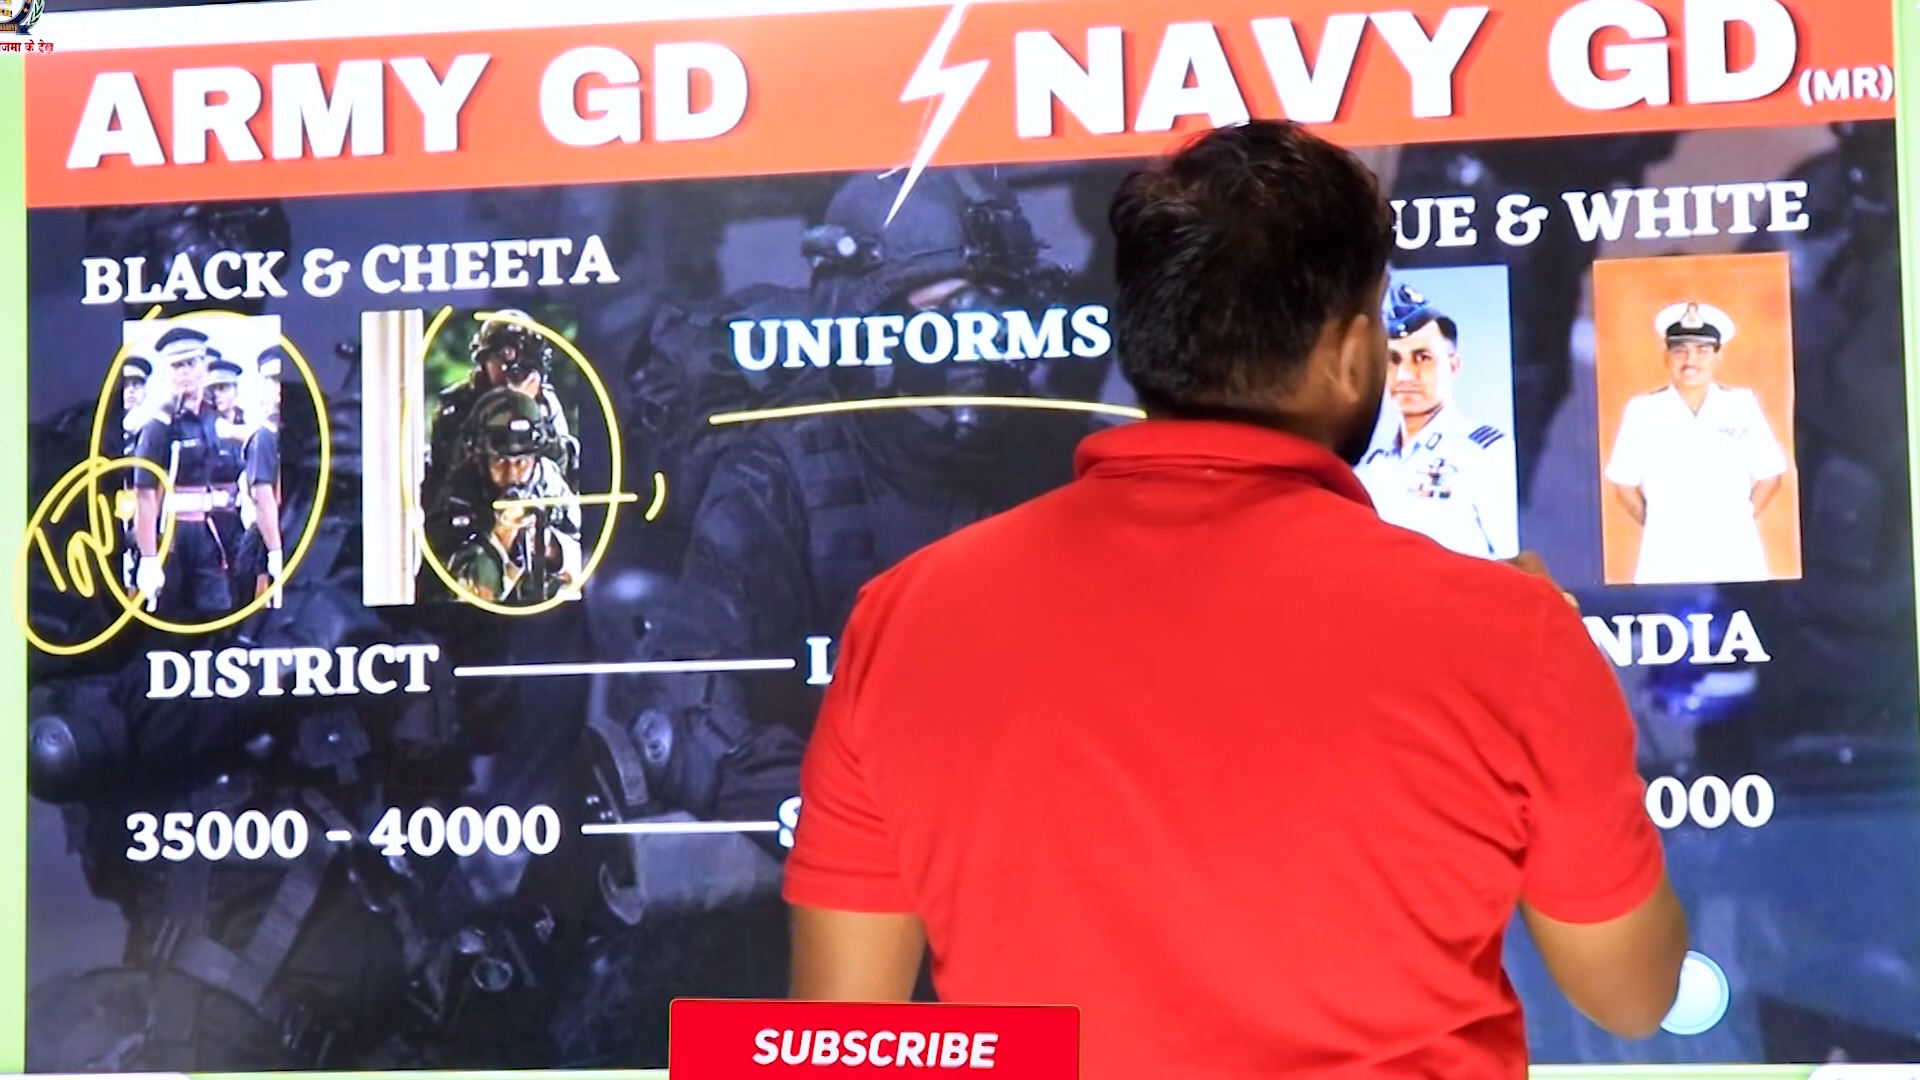 ARMY GD NAVY GD (MR)
BLACK & CHEETA
UE & WHITE
UNIFORMS
DISTRICT
NDIA
35000 - 40000
000
SUBSCRIBE